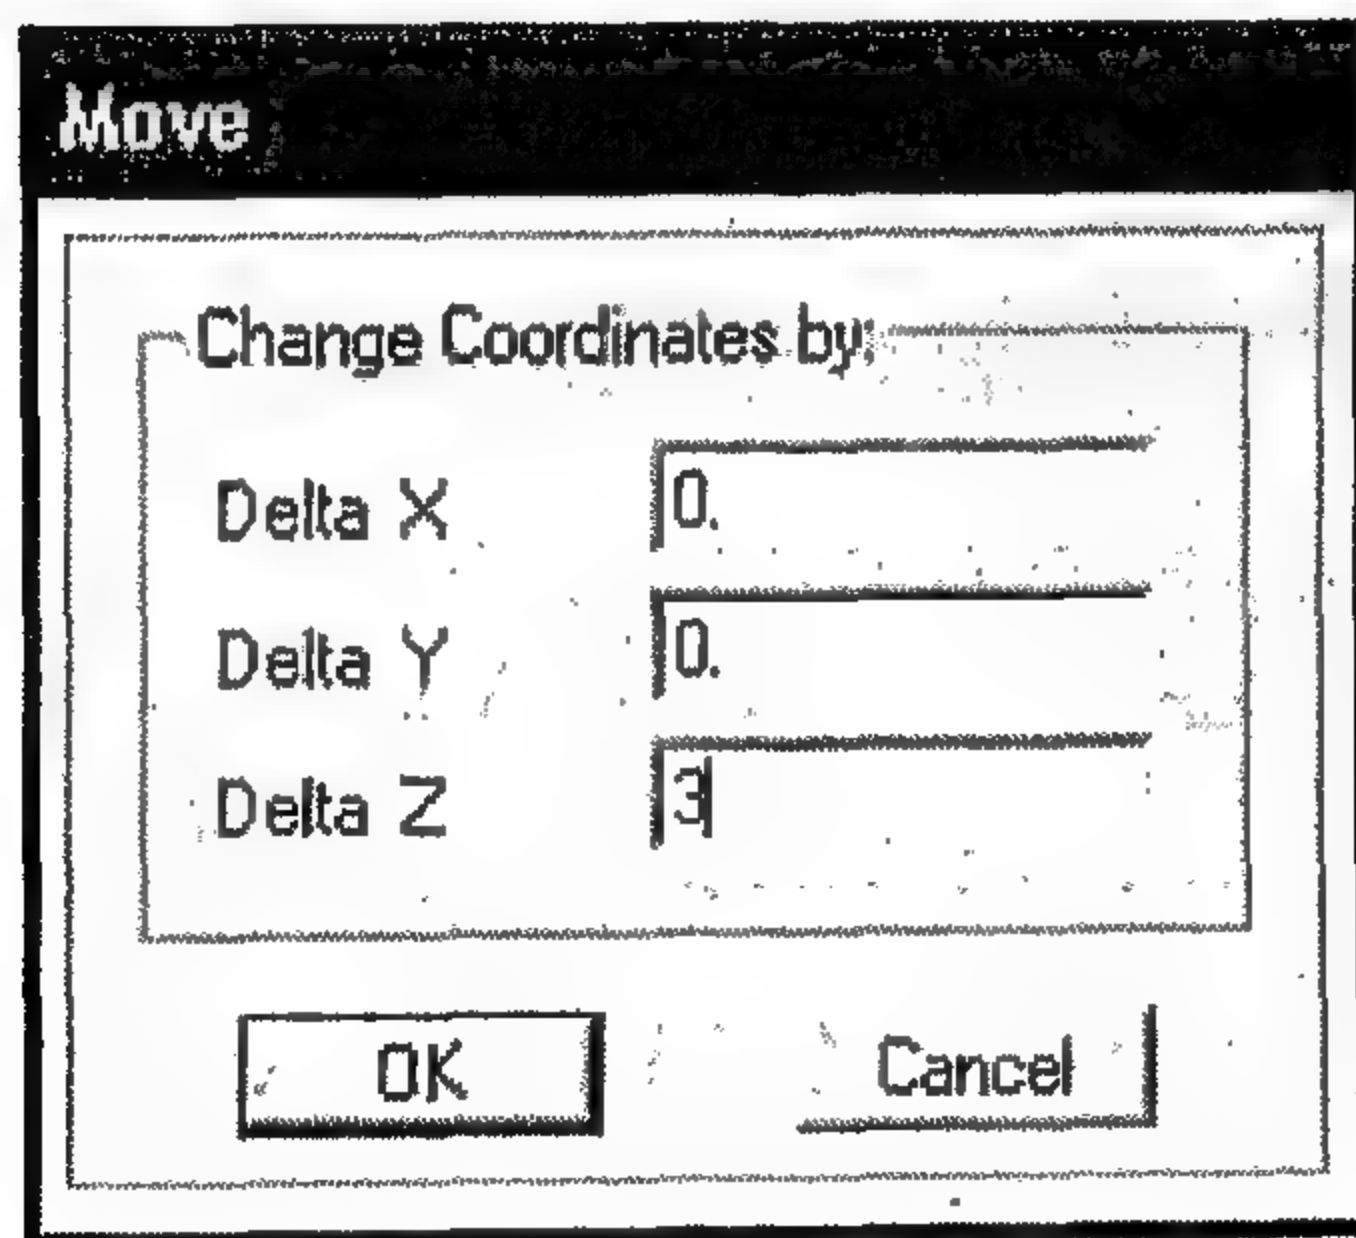 Move
Change Coordinates by:
Delta X 0.
Delta Y 0.
Delta Z 3
OK Cancel